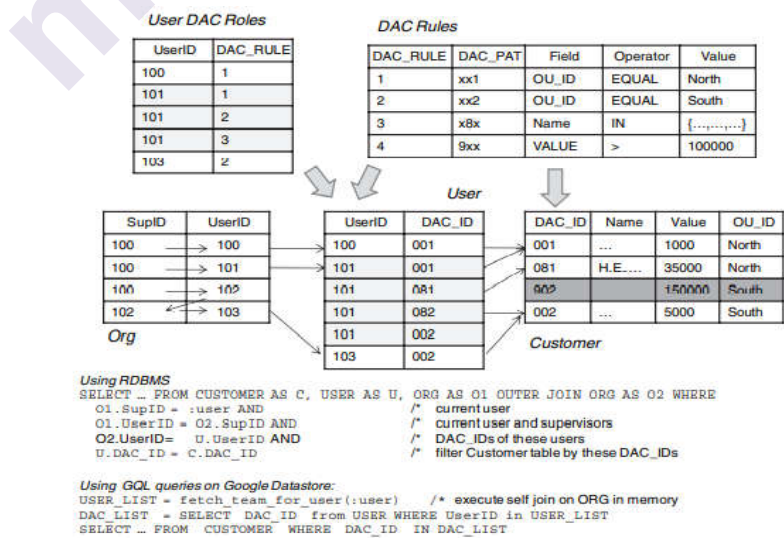 User DAC Roles
UserID DAC_RULE
100 1
101 1
101 2
101 3
103 2
DAC Rules
DAC_RULE DAC_PAT Field Operator Value
1 xx1 OU_ID EQUAL North
2 xx2 OU_ID EQUAL South
3 x8x Name IN {...,...,...}
4 9xx VALUE > 100000
SupID UserID
100 100
100 101
100 102
102 103
Org
User
UserID DAC_ID
100 001
101 001
101 081
101 082
101 002
103 002
DAC_ID Name Value OU_ID
001 ... 1000 North
081 H.E..... 35000 North
902 150000 South
002 ... 5000 South
Customer
Using RDBMS
SELECT … FROM CUSTOMER AS C, USER AS U, ORG AS O1 OUTER JOIN ORG AS O2 WHERE
O1.SupID = :user AND /* current user
O1.UserID = O2.SupID AND /* current user and supervisors
O2.UserID= U.UserID AND /* DAC_IDs of these users
U.DAC_ID = C.DAC_ID /* filter Customer table by these DAC_IDs
Using GQL queries on Google Datastore:
USER_LIST = fetch_team_for_user(:user) /* execute self join on ORG in memory
DAC_LIST = SELECT DAC_ID from USER WHERE UserID in USER_LIST
SELECT … FROM CUSTOMER WHERE DAC_ID IN DAC_LIST